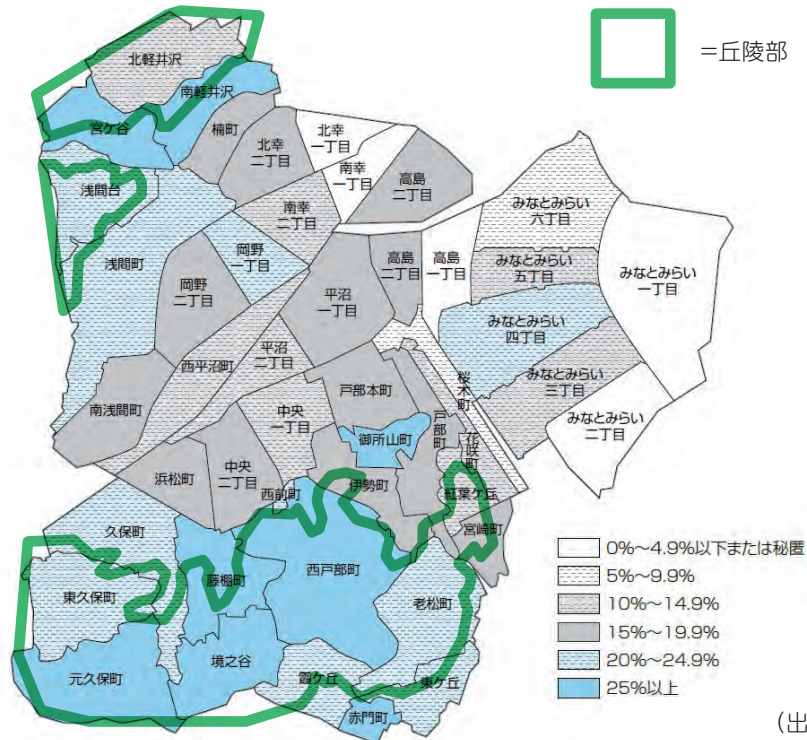 =丘陵部
北軽井沢
南軽井沢
宮ケ谷
楠町
北幸
二丁目
北幸
一丁目
南幸
一丁目
高島
二丁目
浅間台
南幸
二丁目
みなとみらい
六丁目
浅間町
岡野
一丁目
岡野
二丁目
平沼
一丁目
高島
二丁目
高島
一丁目
みなとみらい
五丁目
みなとみらい
一丁目
みなとみらい
四丁目
西平沼町
平沼
二丁目
みなとみらい
三丁目
みなとみらい
二丁目
南浅間町
戸部本町
桜木町
中央
一丁目
御所山町
戸部町
花咲町
浜松町
中央
二丁目
西前町
伊勢町
紅葉ケ丘
宮崎町
久保町
藤棚町
西戸部町
東久保町
老松町
境之谷
元久保町
霞ケ丘
東ケ丘
赤門町
0%〜4.9%以下または秘匿
5%〜9.9%
10%〜14.9%
15%〜19.9%
20%〜24.9%
25%以上
(出